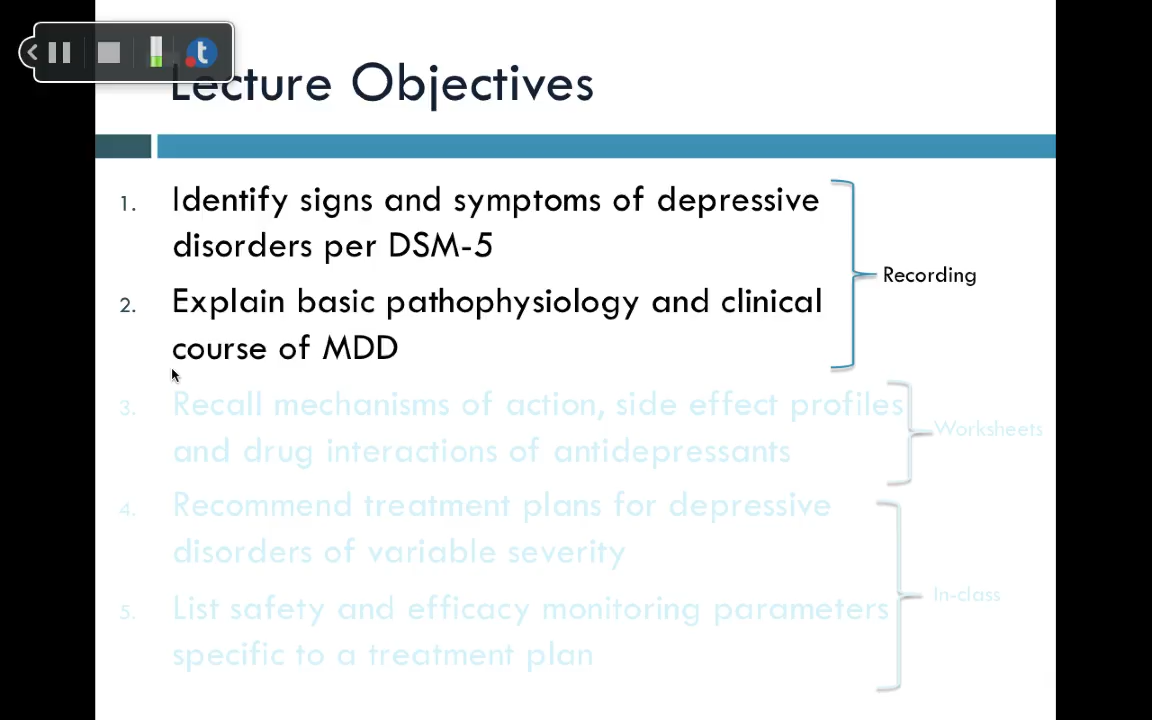 Lecture Objectives
1. Identify signs and symptoms of depressive
disorders per DSM-5
2. Explain basic pathophysiology and clinical
course of MDD
Recording
3. Recall mechanisms of action, side effect profiles
and drug interactions of antidepressants
Worksheets
4. Recommend treatment plans for depressive
disorders of variable severity
5. List safety and efficacy monitoring parameters
specific to a treatment plan
In-class
t